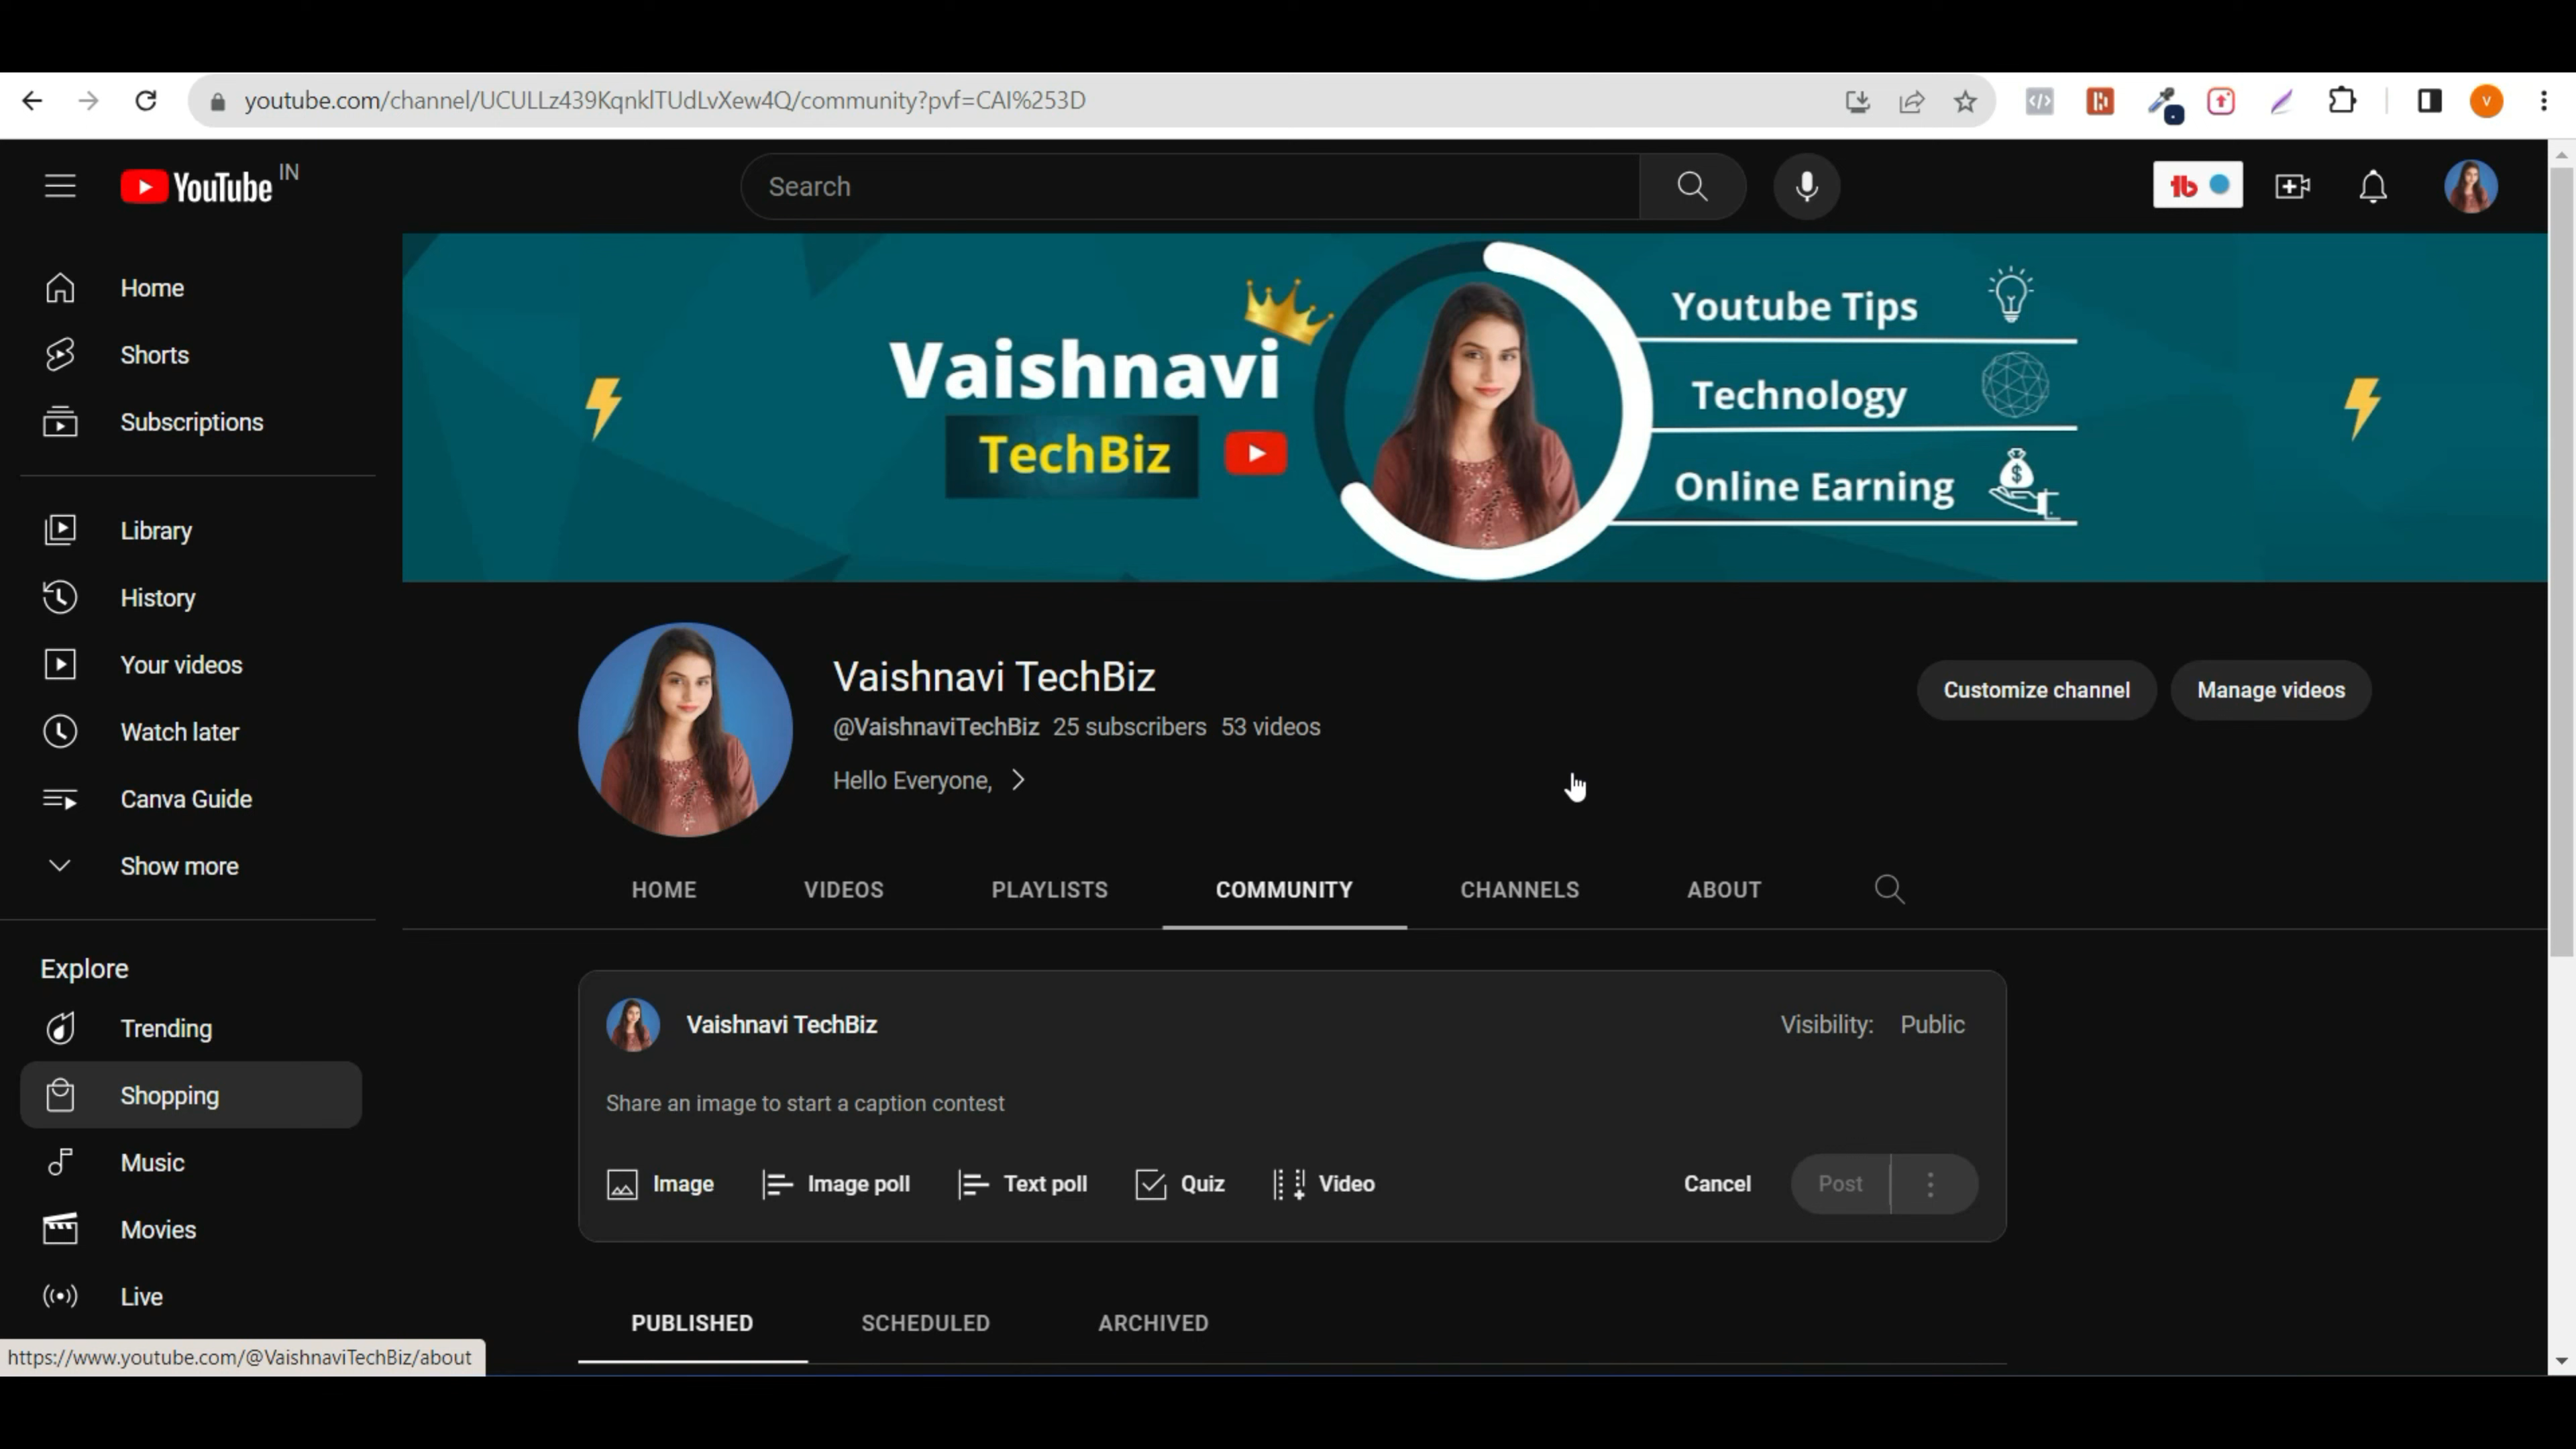 youtube.com/channel/UCULLz439KqnklTUdLvXew4Q/community?pvf=CAI%253D
V
YouTube IN
Search
tb
Home
Shorts
Subscriptions
Library
History
Your videos
Watch later
Canva Guide
Show more
Explore
Trending
Shopping
Music
Movies
Live
Vaishnavi
TechBiz
Youtube Tips
Technology
Online Earning
Vaishnavi TechBiz
@VaishnaviTechBiz 25 subscribers 53 videos
Hello Everyone,
Customize channel Manage videos
HOME VIDEOS PLAYLISTS COMMUNITY CHANNELS ABOUT
Vaishnavi TechBiz Visibility: Public
Share an image to start a caption contest
Image Image poll Text poll Quiz Video Cancel Post
PUBLISHED SCHEDULED ARCHIVED
https://www.youtube.com/@VaishnaviTechBiz/about